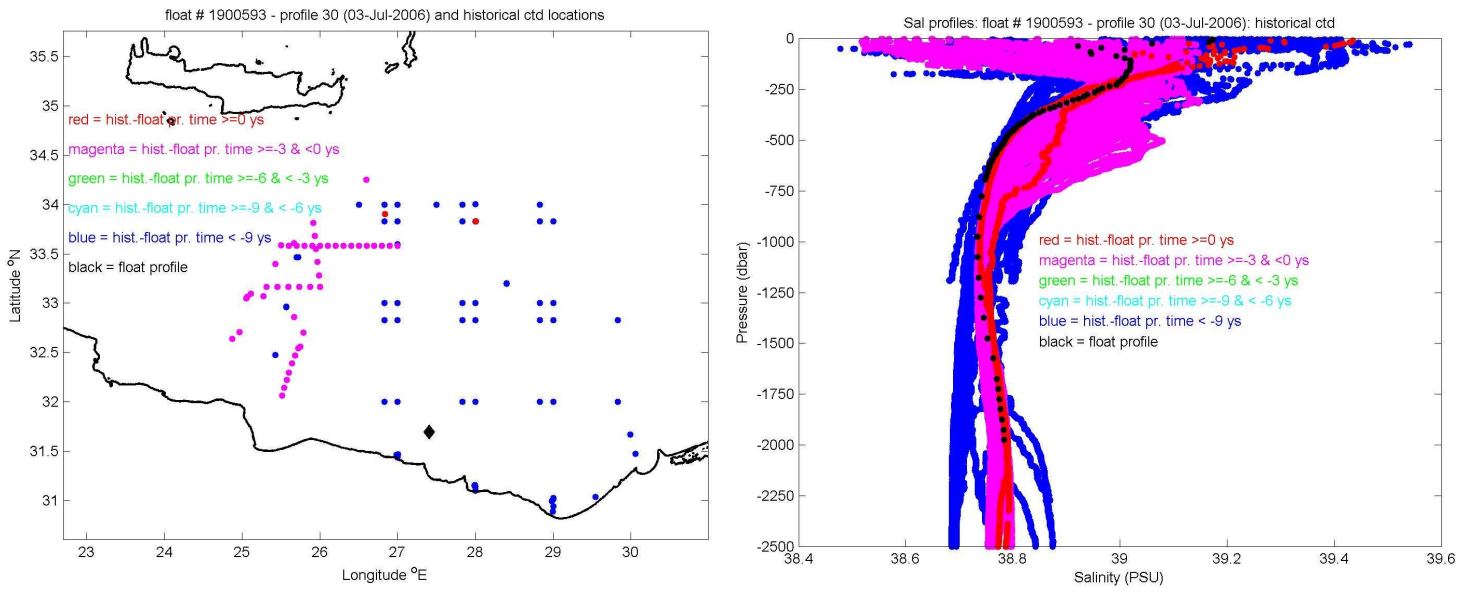 float # 1900593 - profile 30 (03-Jul-2006) and historical ctd locations
35.5
35
34.5
34
33.5
33
32.5
32
31.5
31
Latitude °N
red = hist.-float pr. time >=0 ys
magenta = hist.-float pr. time >=-3 & <0 ys
green = hist.-float pr. time >=-6 & < -3 ys
cyan = hist.-float pr. time >=-9 & < -6 ys
blue = hist.-float pr. time < -9 ys
black = float profile
23 24 25 26 27 28 29 30
Longitude °E
Sal profiles: float # 1900593 - profile 30 (03-Jul-2006): historical ctd
0
-250
-500
-750
-1000
-1250
-1500
-1750
-2000
-2250
-2500
Pressure (dbar)
red = hist.-float pr. time >=0 ys
magenta = hist.-float pr. time >=-3 & <0 ys
green = hist.-float pr. time >=-6 & < -3 ys
cyan = hist.-float pr. time >=-9 & < -6 ys
blue = hist.-float pr. time < -9 ys
black = float profile
38.4 38.6 38.8 39 39.2 39.4 39.6
Salinity (PSU)